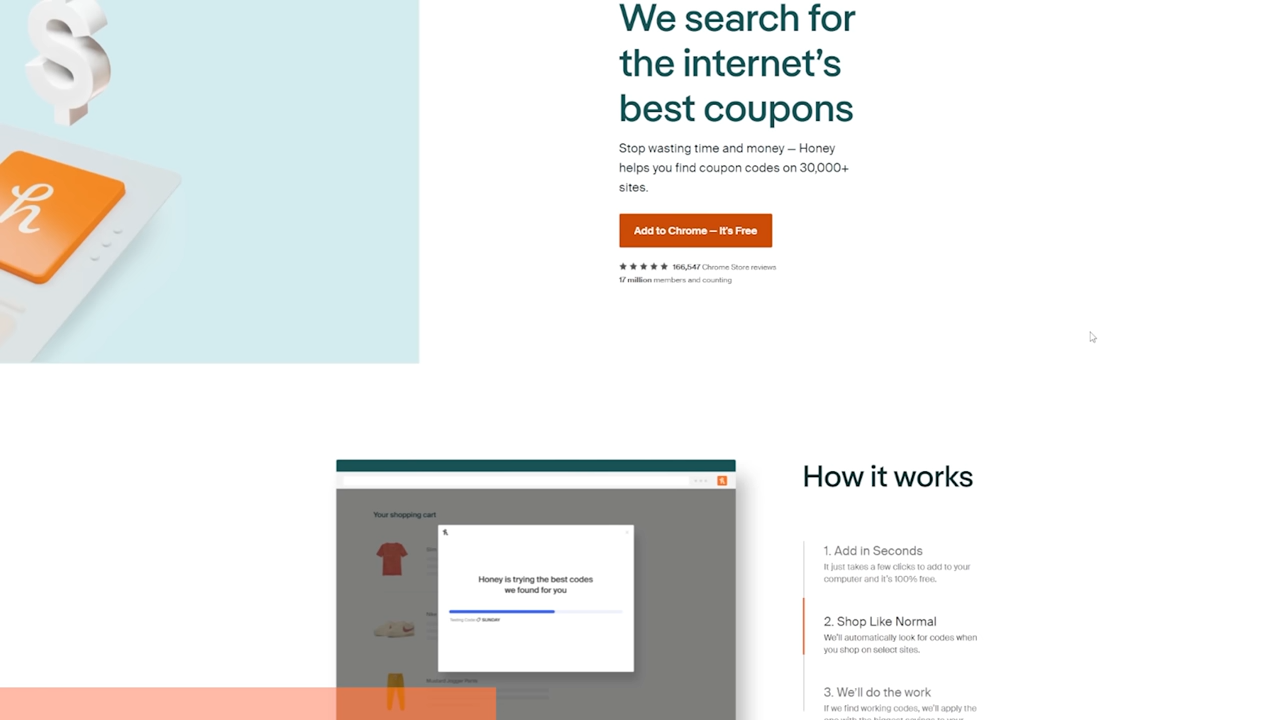 We search for
the internet's
best coupons
Stop wasting time and money — Honey
helps you find coupon codes on 30,000+
sites.
Add to Chrome — It's Free
166,547 Chrome Store reviews
17 million members and counting
How it works
Your shopping cart
Honey is trying the best codes
we found for you
Testing Code SUNDAY
1. Add in Seconds
It just takes a few clicks to add to your
computer and it's 100% free.
2. Shop Like Normal
We'll automatically look for codes when
you shop on select sites.
3. We'll do the work
If we find working codes, we'll apply the